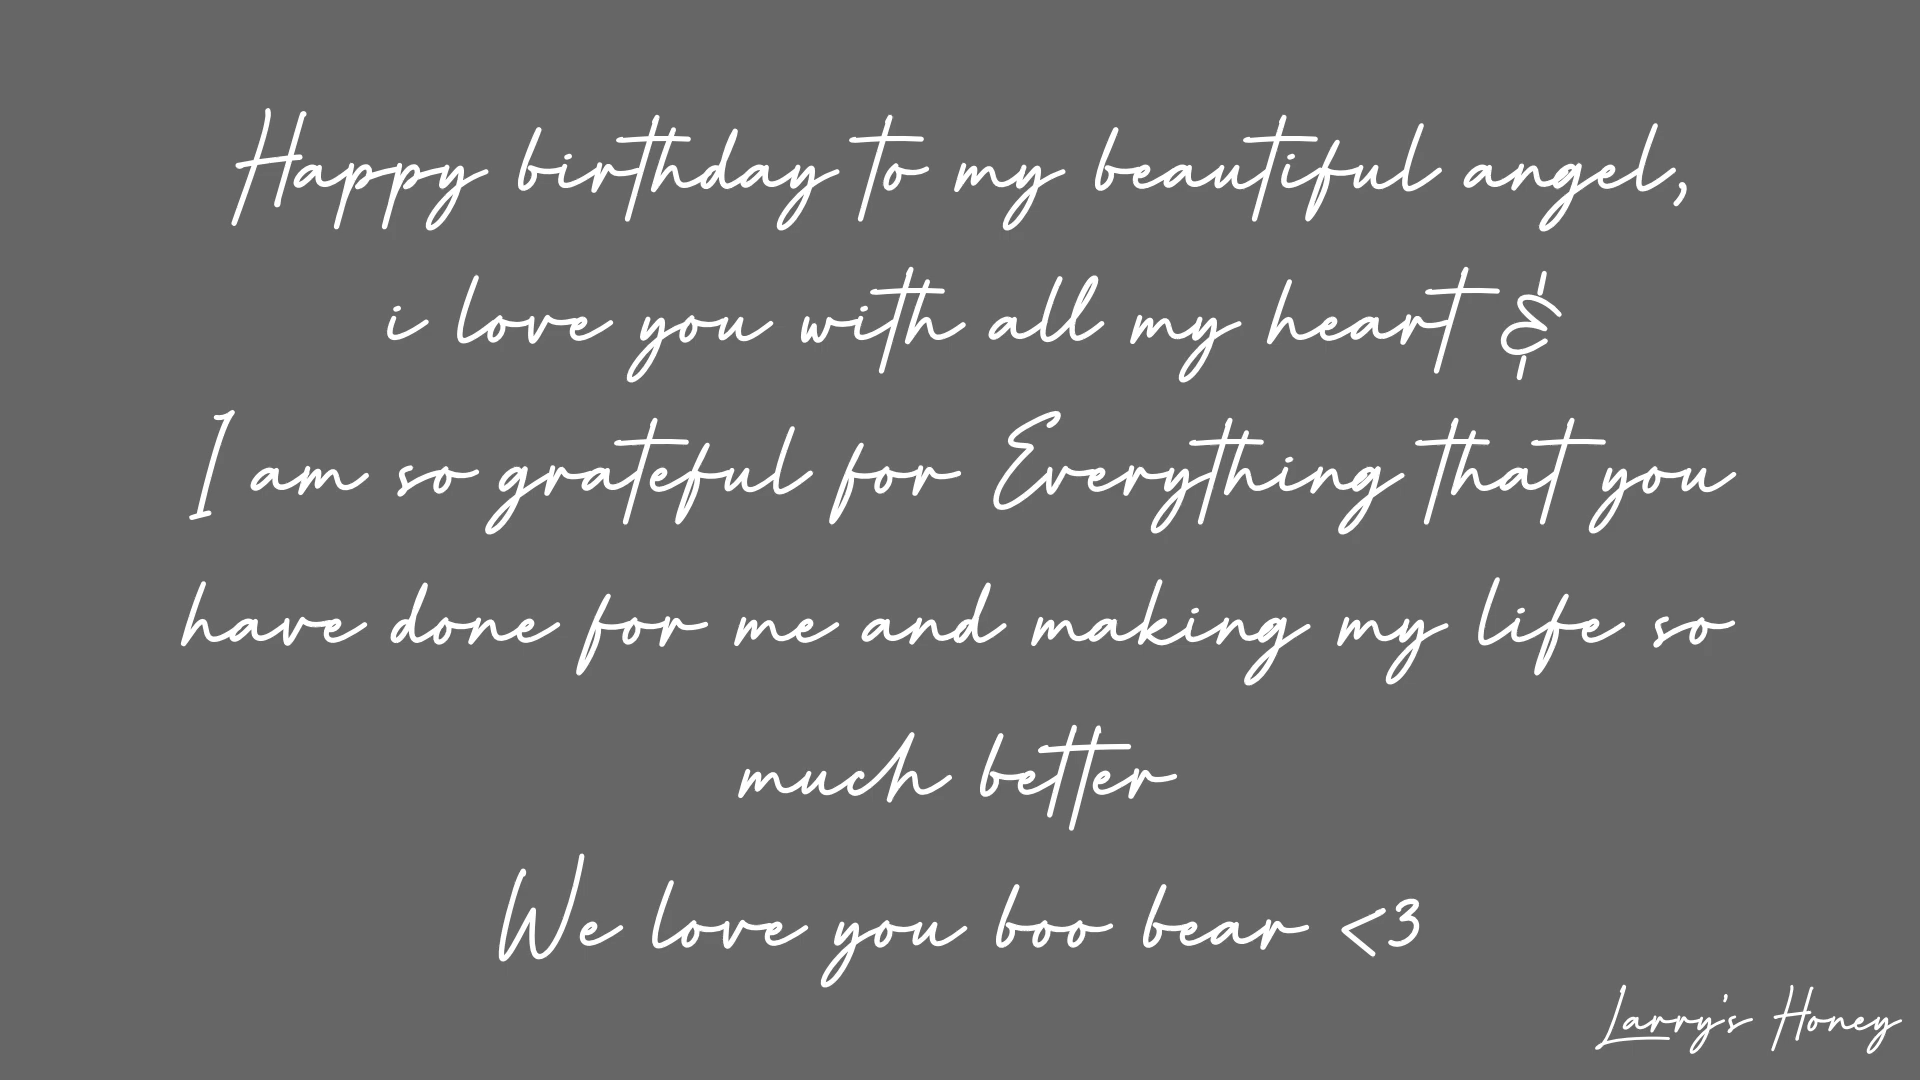 Happy birthday to my beautiful angel,
i love you with all my heart &
I am so grateful for Everything that you
have done for me and making my life so
much better
We love you boo bear <3
Larry's Honey